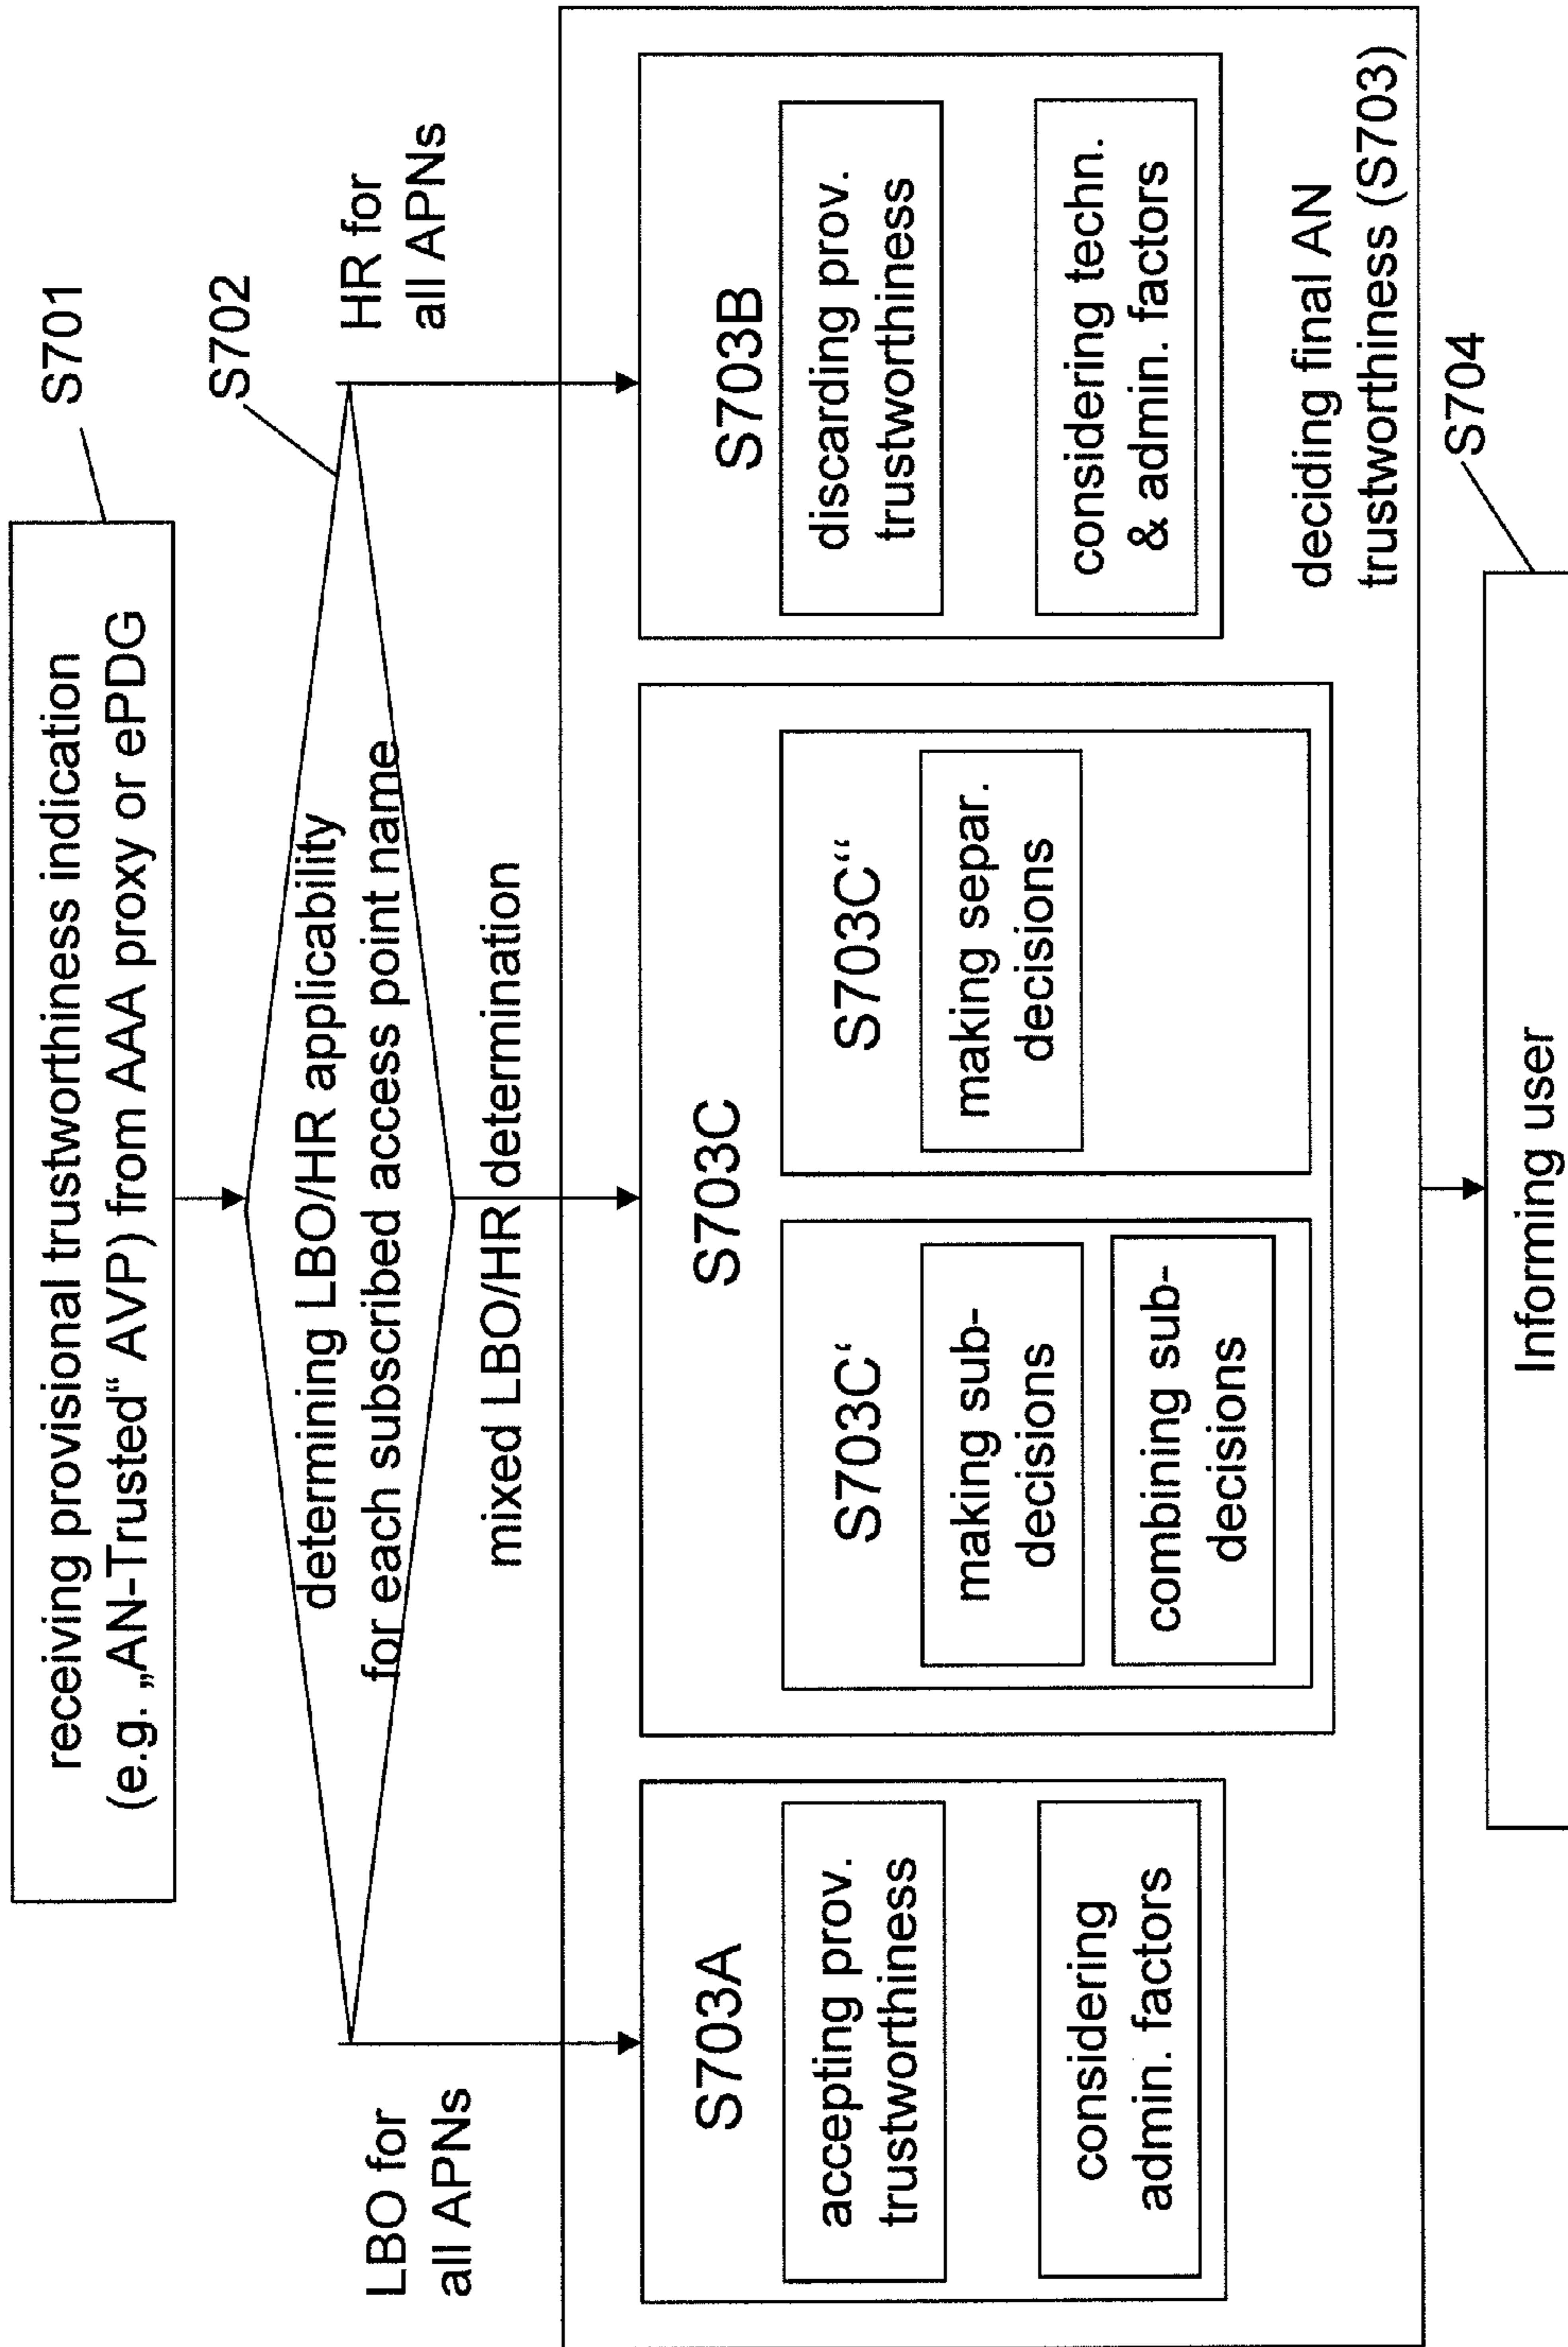 S701
receiving provisional trustworthiness indication
(e.g. „AN-Trusted“ AVP) from AAA proxy or ePDG
S702
determining LBO/HR applicability
for each subscribed access point name
LBO for
all APNs
mixed LBO/HR determination
HR for
all APNs
S703A
accepting prov.
trustworthiness
considering
admin. factors
S703C
S703C‘
making sub-
decisions
combining sub-
decisions
S703C“
making separ.
decisions
S703B
discarding prov.
trustworthiness
considering techn.
& admin. factors
deciding final AN
trustworthiness (S703)
S704
Informing user